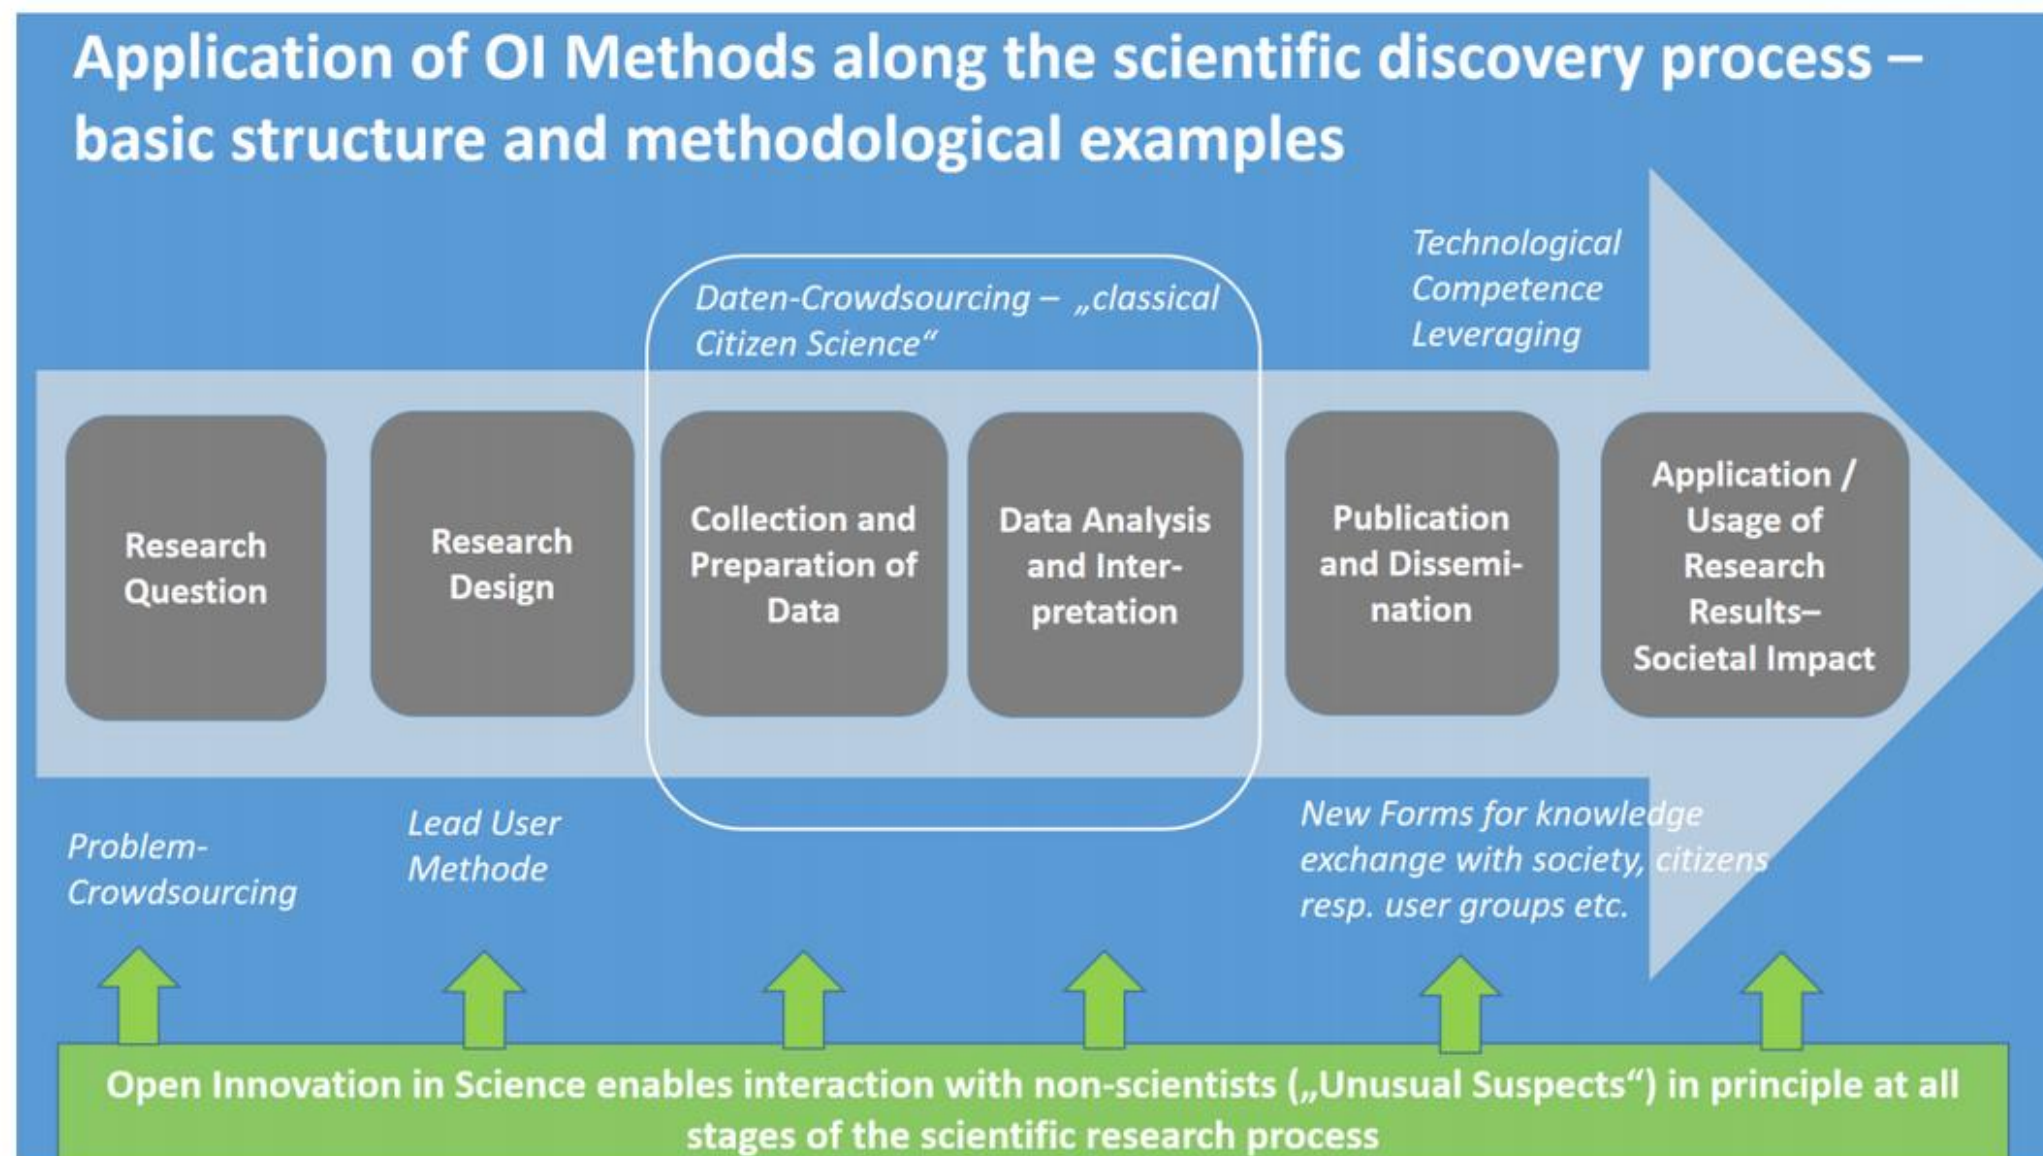 Application of OI Methods along the scientific discovery process –
basic structure and methodological examples
Technological
Competence
Leveraging
Daten-Crowdsourcing – „classical
Citizen Science“
Research
Question
Research
Design
Collection and
Preparation of
Data
Data Analysis
and Inter-
pretation
Publication
and Dissemi-
nation
Application /
Usage of
Research
Results–
Societal Impact
Problem-
Crowdsourcing
Lead User
Methode
New Forms for knowledge
exchange with society, citizens
resp. user groups etc.
Open Innovation in Science enables interaction with non-scientists („Unusual Suspects“) in principle at all
stages of the scientific research process